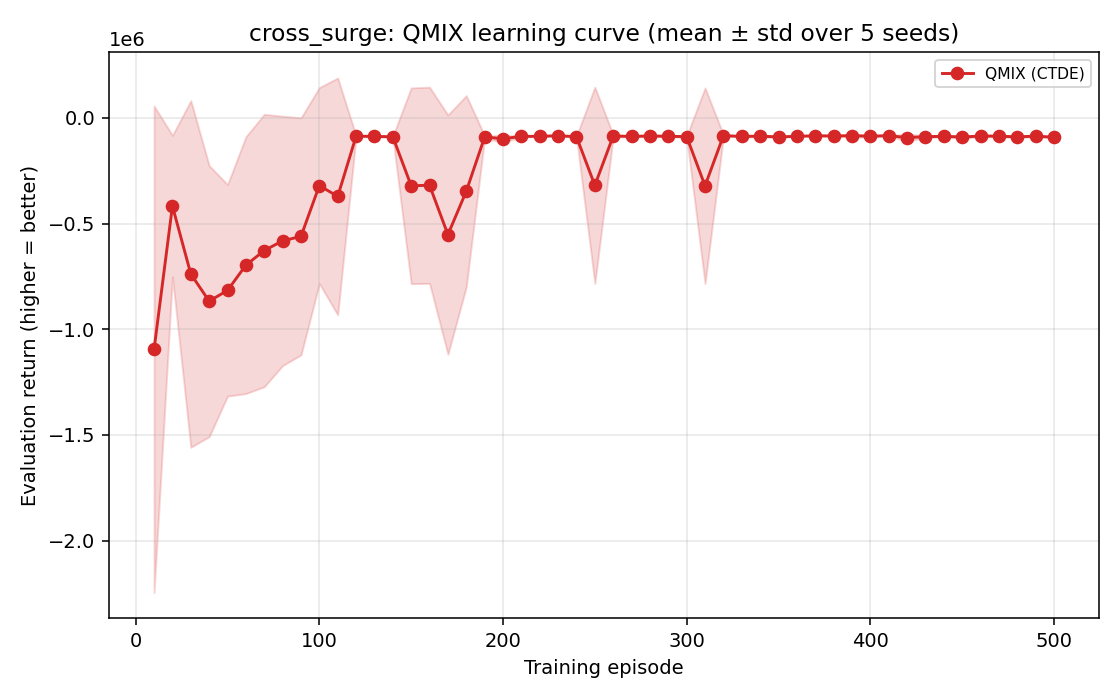 cross_surge: QMIX learning curve (mean ± std over 5 seeds)
1e6
QMIX (CTDE)
Evaluation return (higher = better)
0.0
−0.5
−1.0
−1.5
−2.0
0 100 200 300 400 500
Training episode